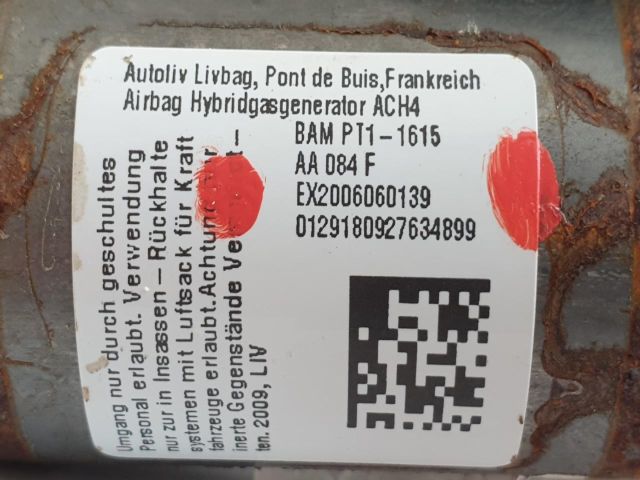 Autoliv Livbag, Pont de Buis,Frankreich
Airbag Hybridgasgenerator ACH4
BAM PT1-1615
AA 084 F
EX2006060139
0129180927634899
Umgang nur durch geschultes
Personal erlaubt. Verwendung
nur zur in Insassen - Rückhalte
systemen mit Luftsack für Kraft
fahrzeuge erlaubt.Achtung
inerte Gegenstände
ten. 2009, LIV